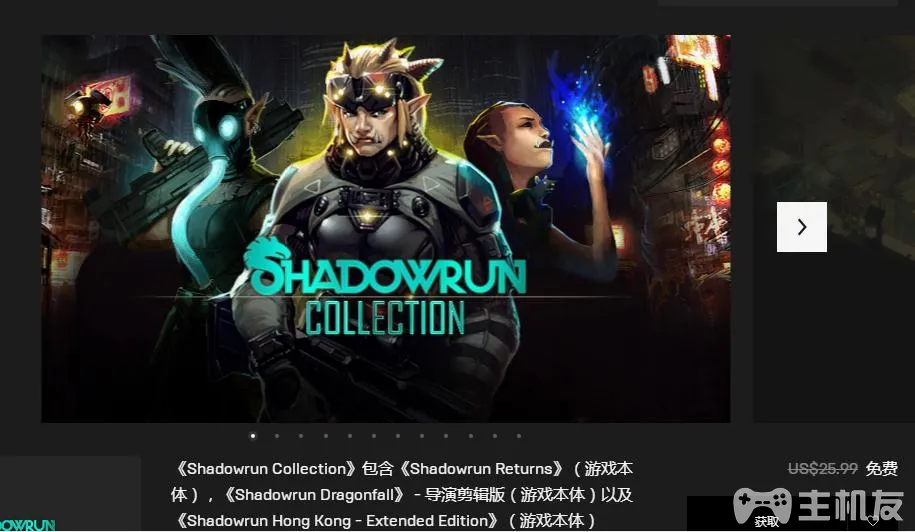 SHADOWRUN
COLLECTION
《Shadowrun Collection》包含《Shadowrun Returns》（游戏本
体），《Shadowrun Dragonfall》 - 导演剪辑版（游戏本体）以及
《Shadowrun Hong Kong - Extended Edition》（游戏本体）
US$25.99 免费
获取
主机友
OWRUN